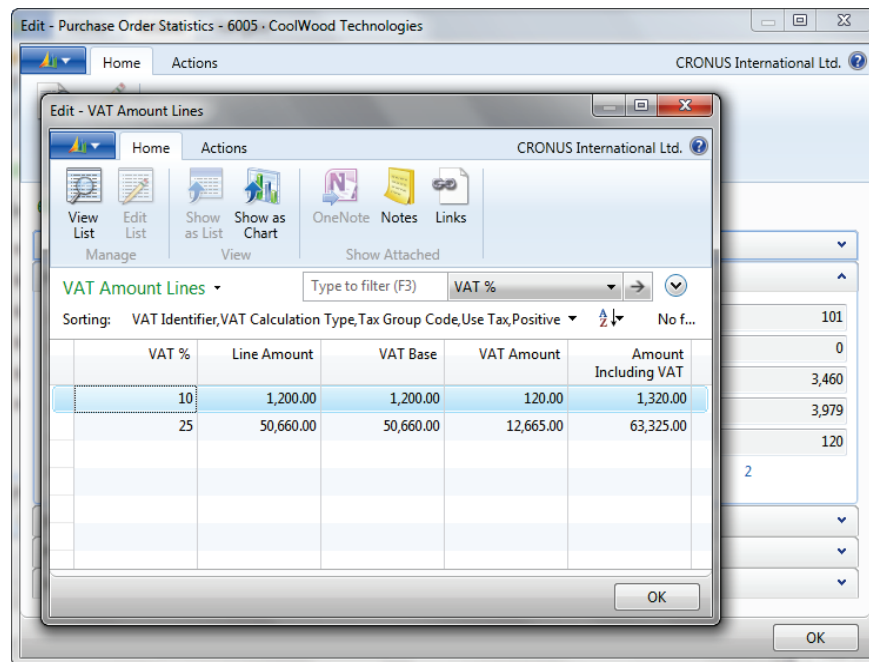 Edit - Purchase Order Statistics - 6005 · CoolWood Technologies
Home Actions CRONUS International Ltd.
Edit - VAT Amount Lines
Home Actions CRONUS International Ltd.
View List Edit List Show as List Show as Chart OneNote Notes Links
Manage View Show Attached
VAT Amount Lines Type to filter (F3) VAT %
Sorting: VAT Identifier,VAT Calculation Type,Tax Group Code,Use Tax,Positive No f...
VAT % Line Amount VAT Base VAT Amount Amount Including VAT
10 1,200.00 1,200.00 120.00 1,320.00
25 50,660.00 50,660.00 12,665.00 63,325.00
OK
101
0
3,460
3,979
120
2
OK